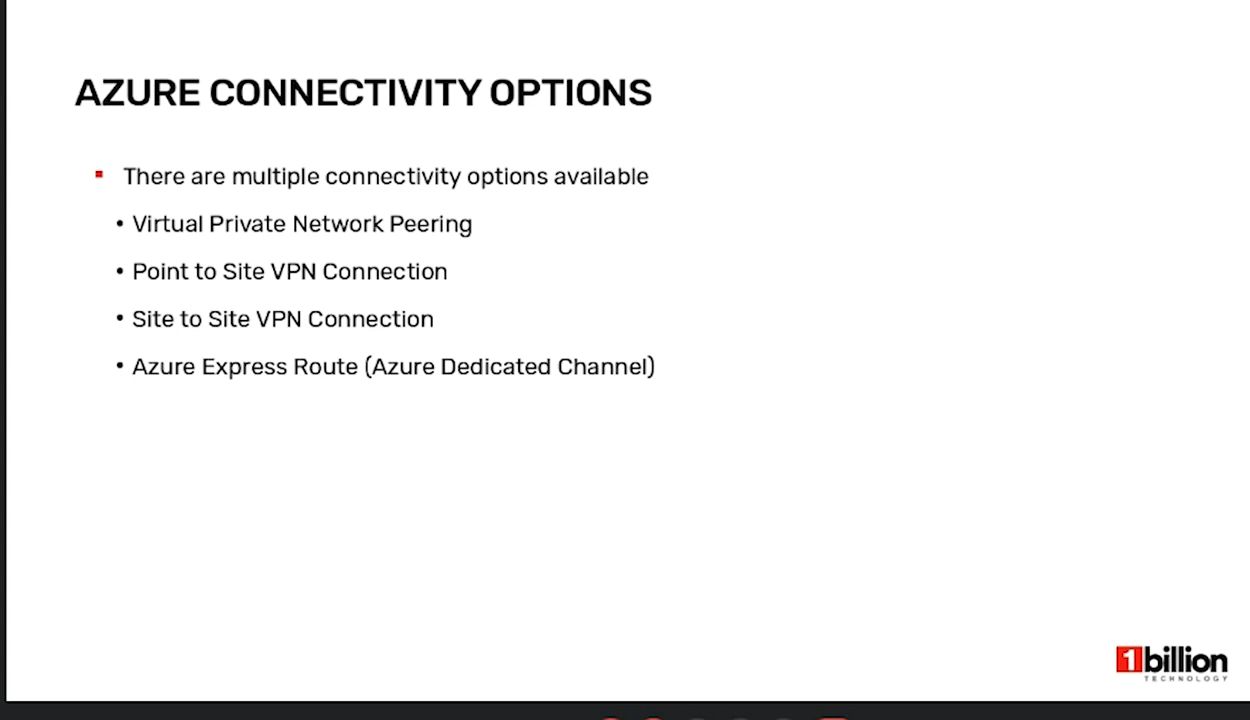 AZURE CONNECTIVITY OPTIONS
There are multiple connectivity options available
• Virtual Private Network Peering
• Point to Site VPN Connection
• Site to Site VPN Connection
• Azure Express Route (Azure Dedicated Channel)
1billion
TECHNOLOGY